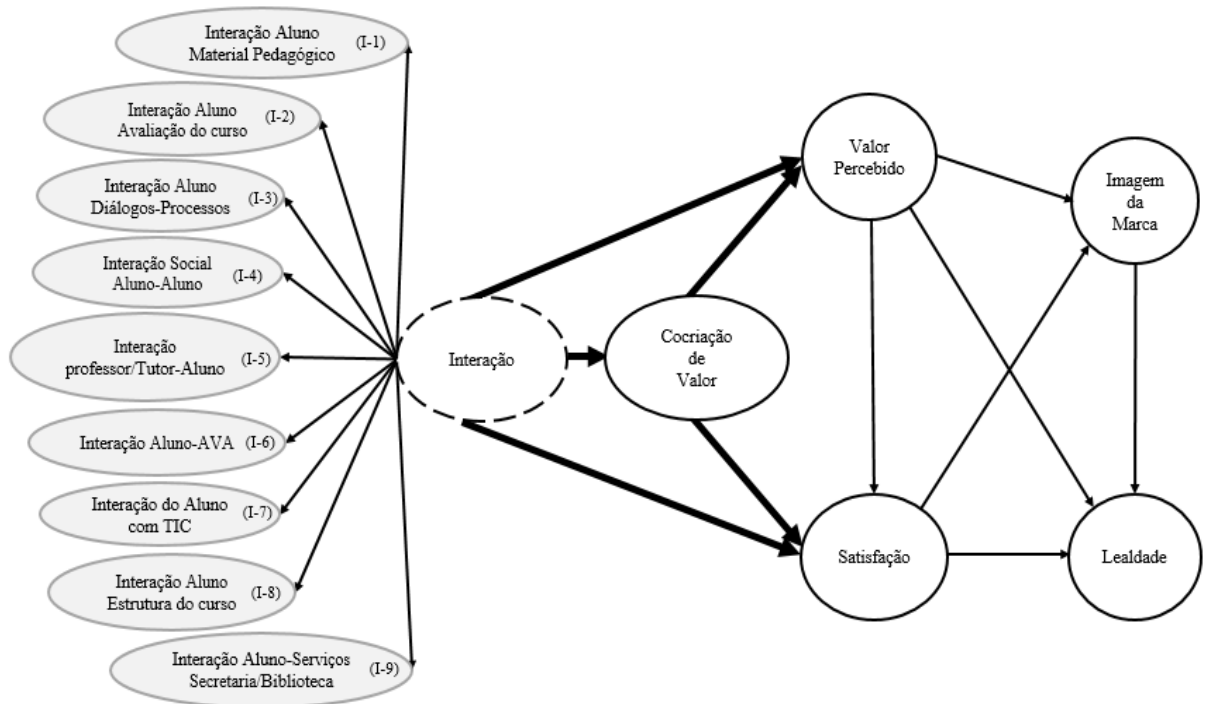 Interação Aluno
Material Pedagógico
(I-1)
Interação Aluno
Avaliação do curso
(I-2)
Interação Aluno
Diálogos-Processos
(I-3)
Interação Social
Aluno-Aluno
(I-4)
Interação
professor/Tutor-Aluno
(I-5)
Interação Aluno-AVA
(I-6)
Interação do Aluno
com TIC
(I-7)
Interação Aluno
Estrutura do curso
(I-8)
Interação Aluno-Serviços
Secretaria/Biblioteca
(I-9)
Interação
Cocriação
de
Valor
Valor
Percebido
Satisfação
Imagem
da
Marca
Lealdade